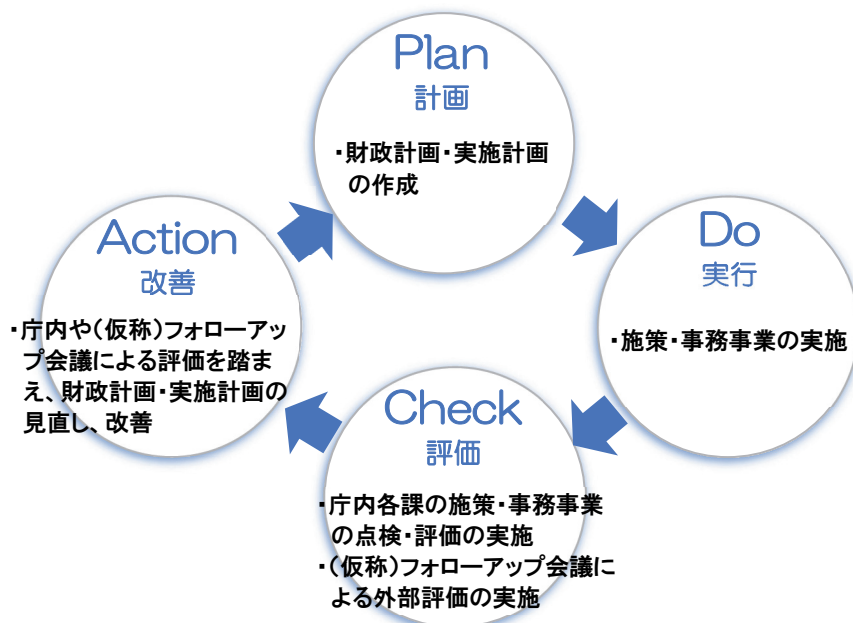 Plan
計画
・財政計画・実施計画
の作成
Do
実行
・施策・事務事業の実施
Check
評価
・庁内各課の施策・事務事業
の点検・評価の実施
・(仮称)フォローアップ会議に
よる外部評価の実施
Action
改善
・庁内や(仮称)フォローアッ
プ会議による評価を踏ま
え、財政計画・実施計画の
見直し、改善